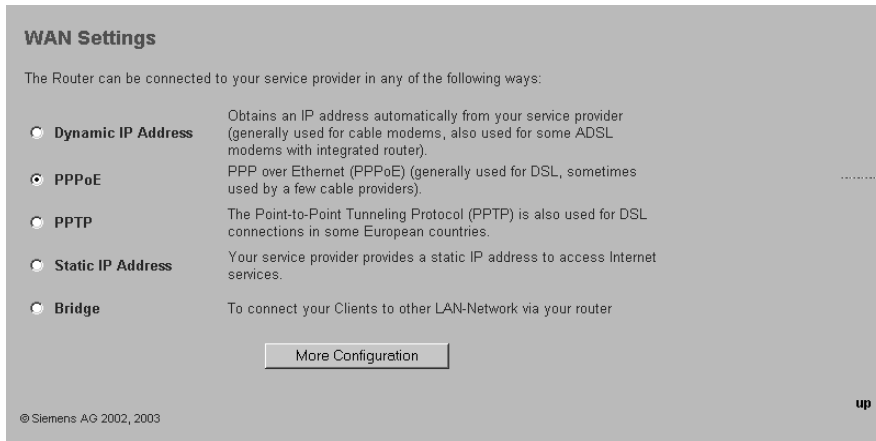 WAN Settings
The Router can be connected to your service provider in any of the following ways:
Dynamic IP Address
Obtains an IP address automatically from your service provider
(generally used for cable modems, also used for some ADSL
modems with integrated router).
PPPoE
PPP over Ethernet (PPPoE) (generally used for DSL, sometimes
used by a few cable providers).
PPTP
The Point-to-Point Tunneling Protocol (PPTP) is also used for DSL
connections in some European countries.
Static IP Address
Your service provider provides a static IP address to access Internet
services.
Bridge
To connect your Clients to other LAN-Network via your router
More Configuration
up
© Siemens AG 2002, 2003